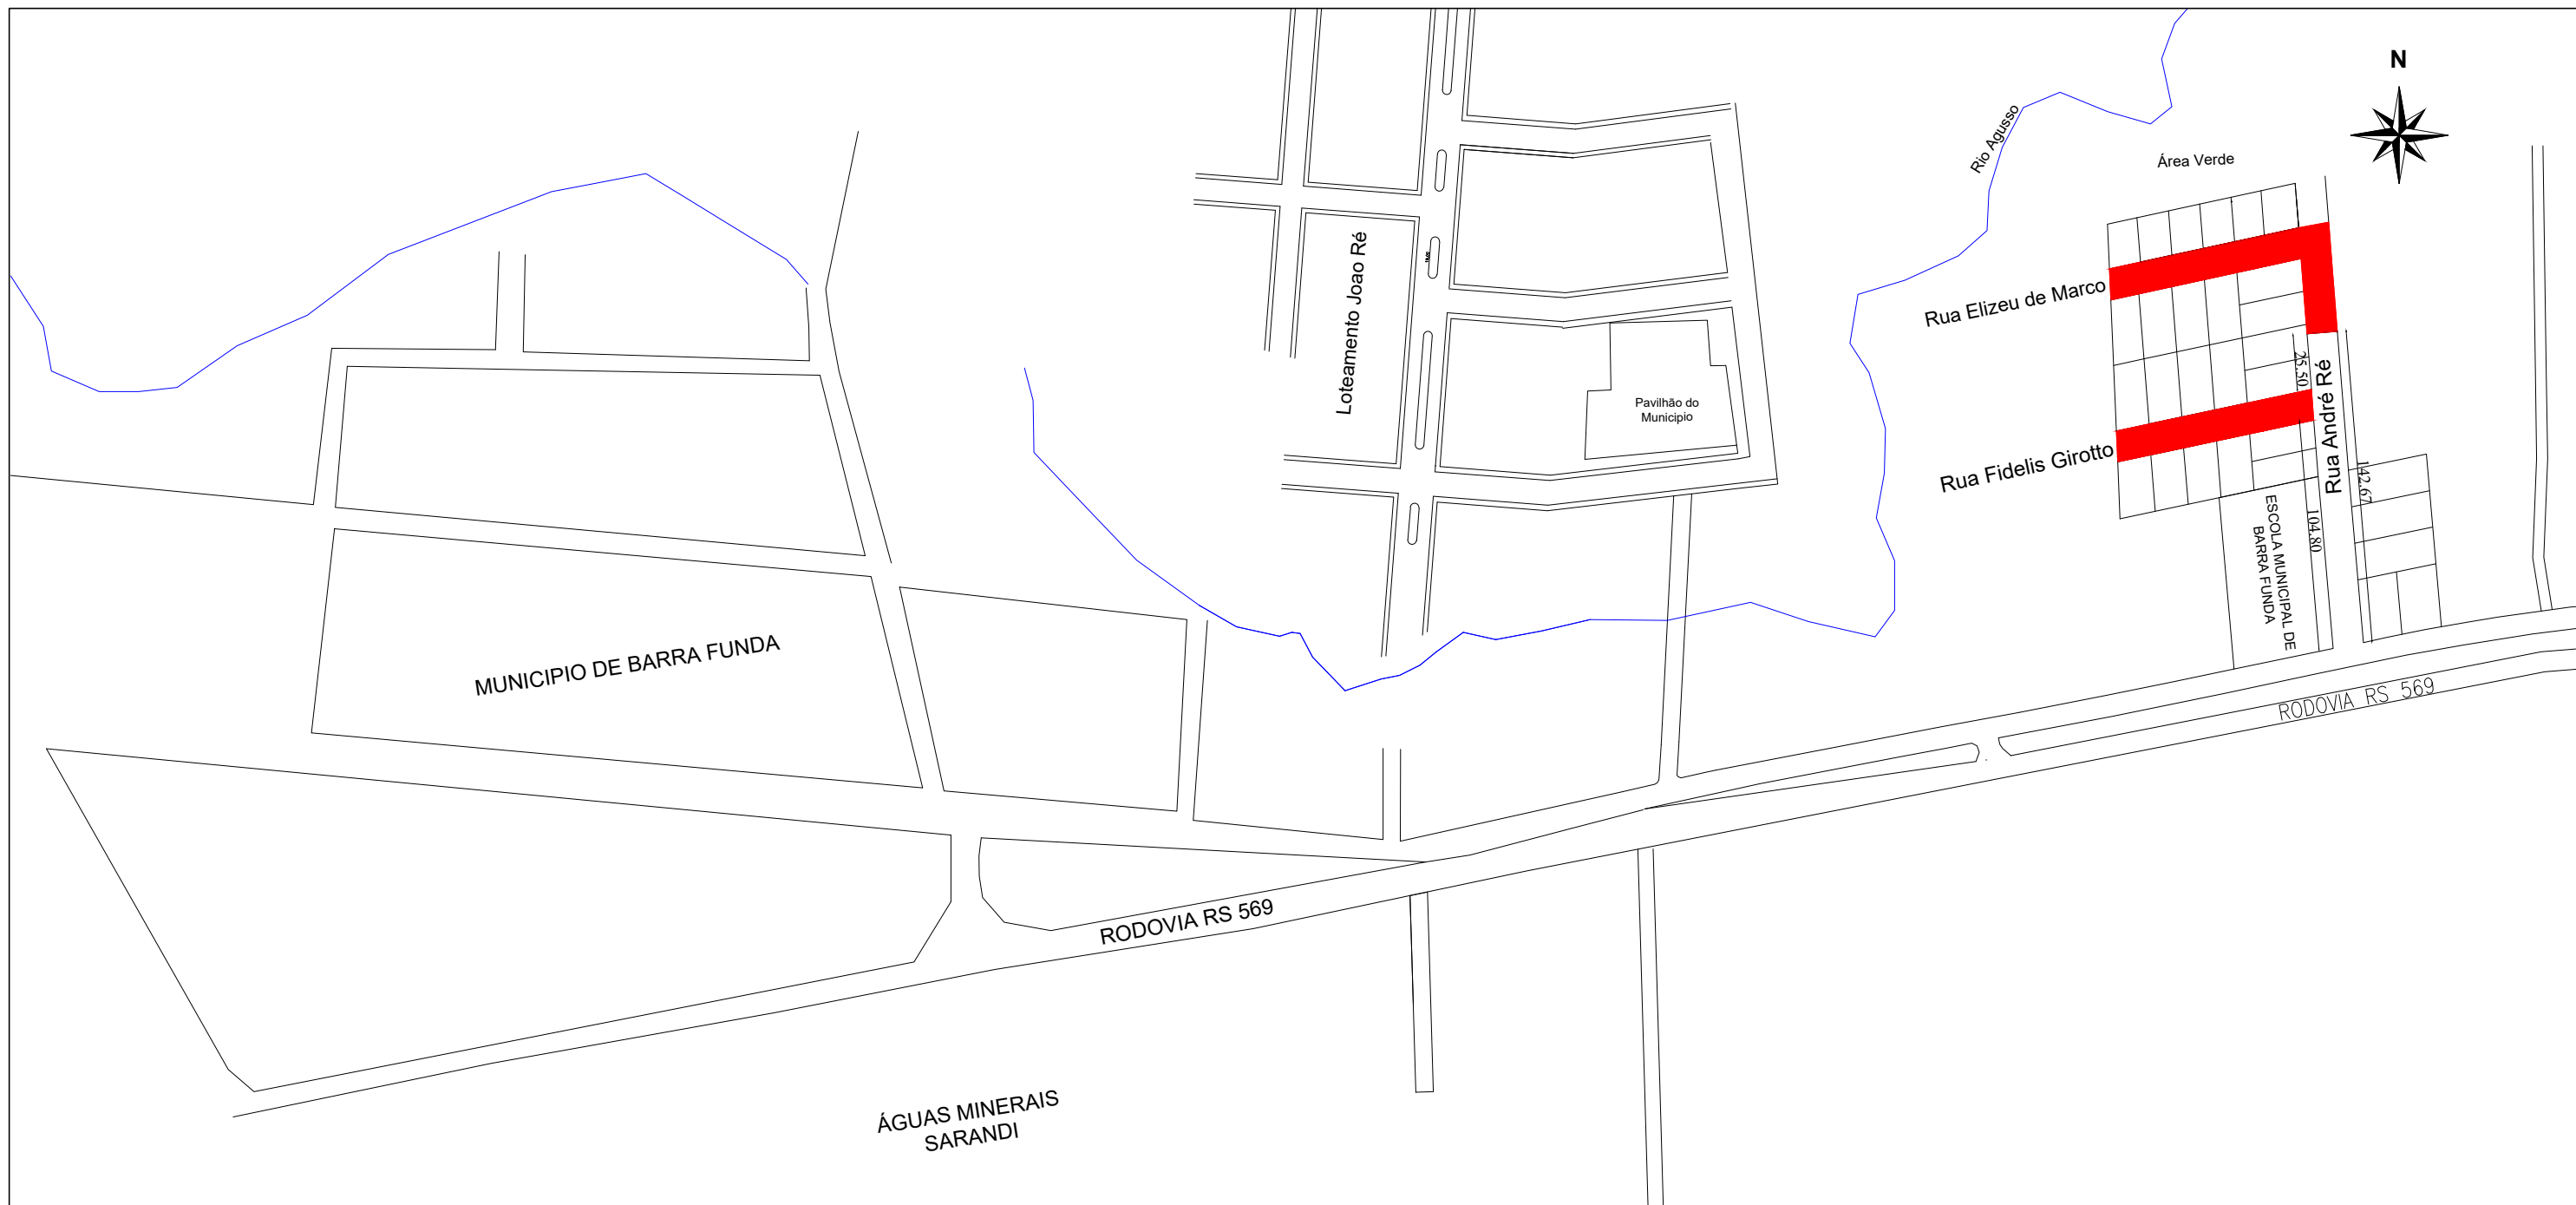 N
Rio Agusso
Área Verde
Loteamento Joao Ré
Rua Elizeu de Marco
25.50
Rua André Ré
Pavilhão do
Municipio
Rua Fidelis Girotto
142.67
104.80
ESCOLA MUNICIPAL DE
BARRA FUNDA
MUNICIPIO DE BARRA FUNDA
RODOVIA RS 569
RODOVIA RS 569
ÁGUAS MINERAIS
SARANDI